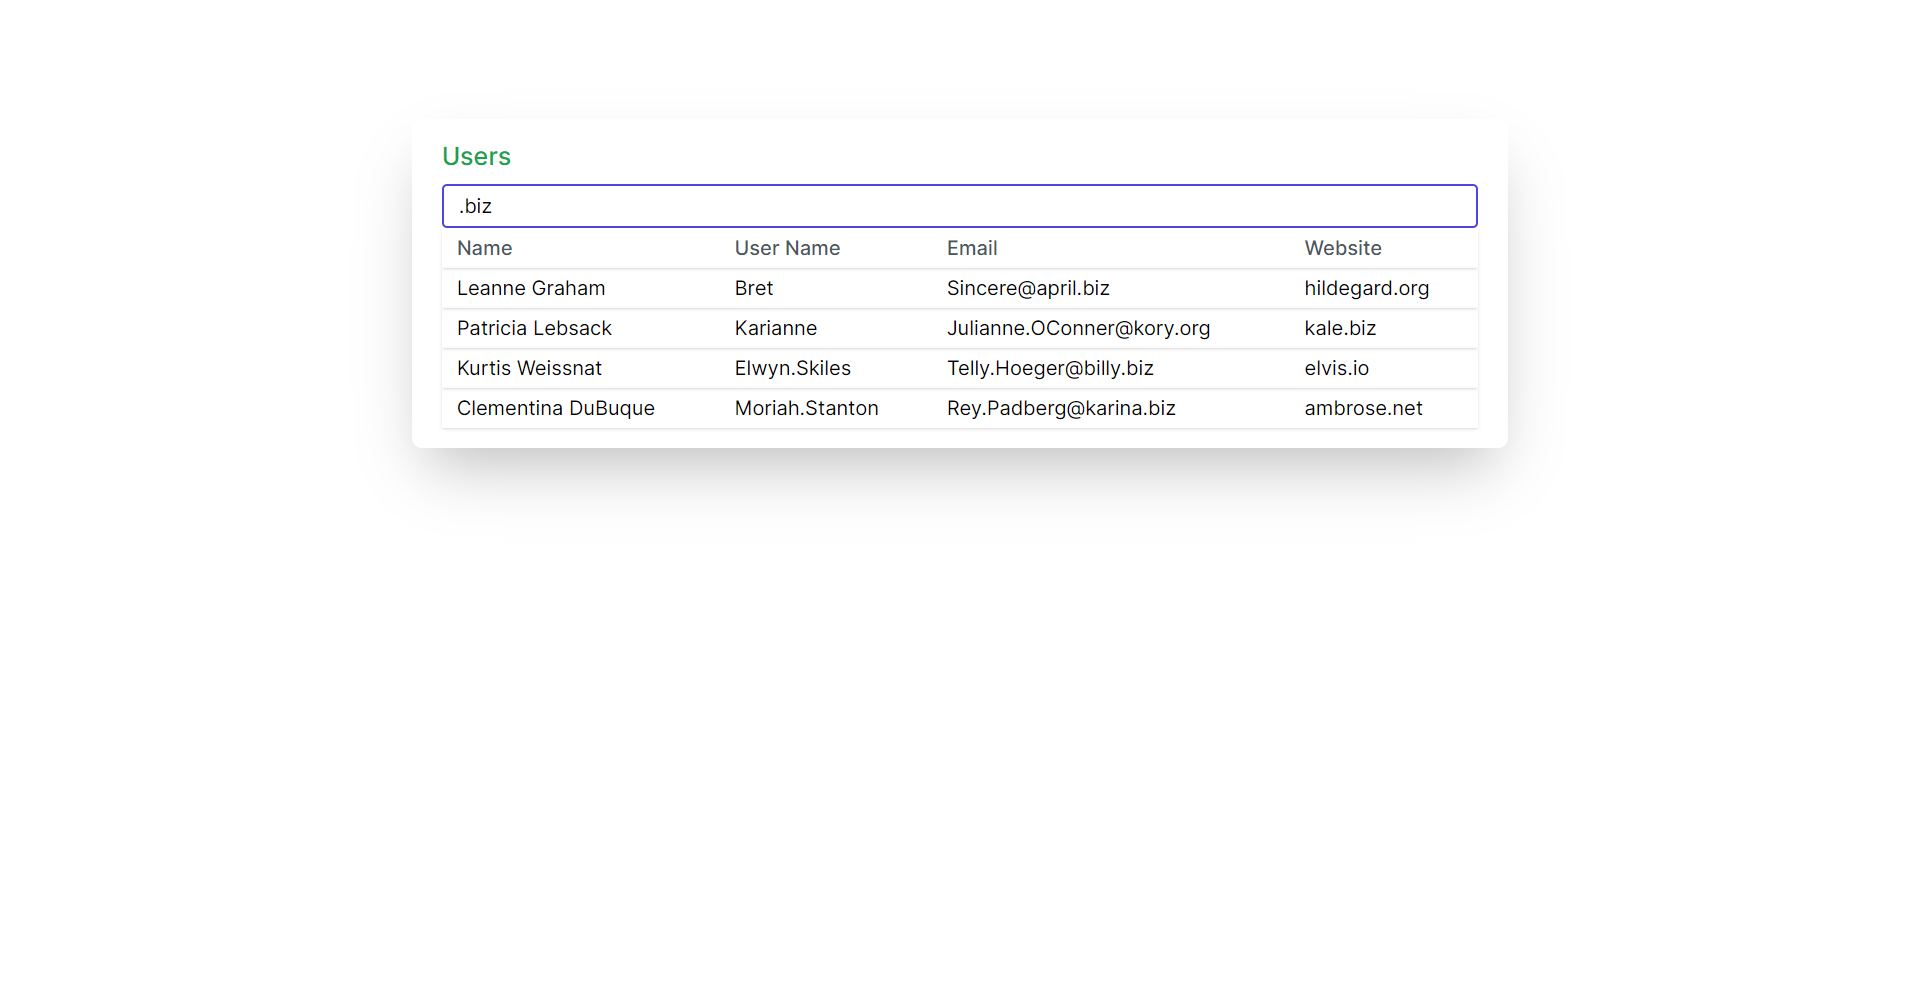 Users
.biz
Name User Name Email Website
Leanne Graham Bret Sincere@april.biz hildegard.org
Patricia Lebsack Karianne Julianne.OConner@kory.org kale.biz
Kurtis Weissnat Elwyn.Skiles Telly.Hoeger@billy.biz elvis.io
Clementina DuBuque Moriah.Stanton Rey.Padberg@karina.biz ambrose.net